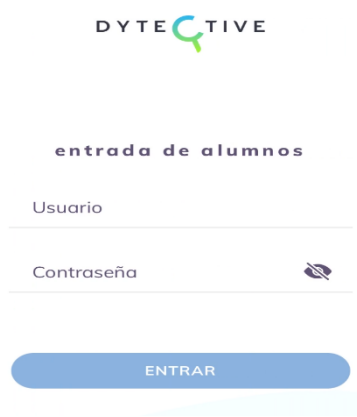 DYTECTIVE
entrada de alumnos
Usuario
Contraseña
ENTRAR